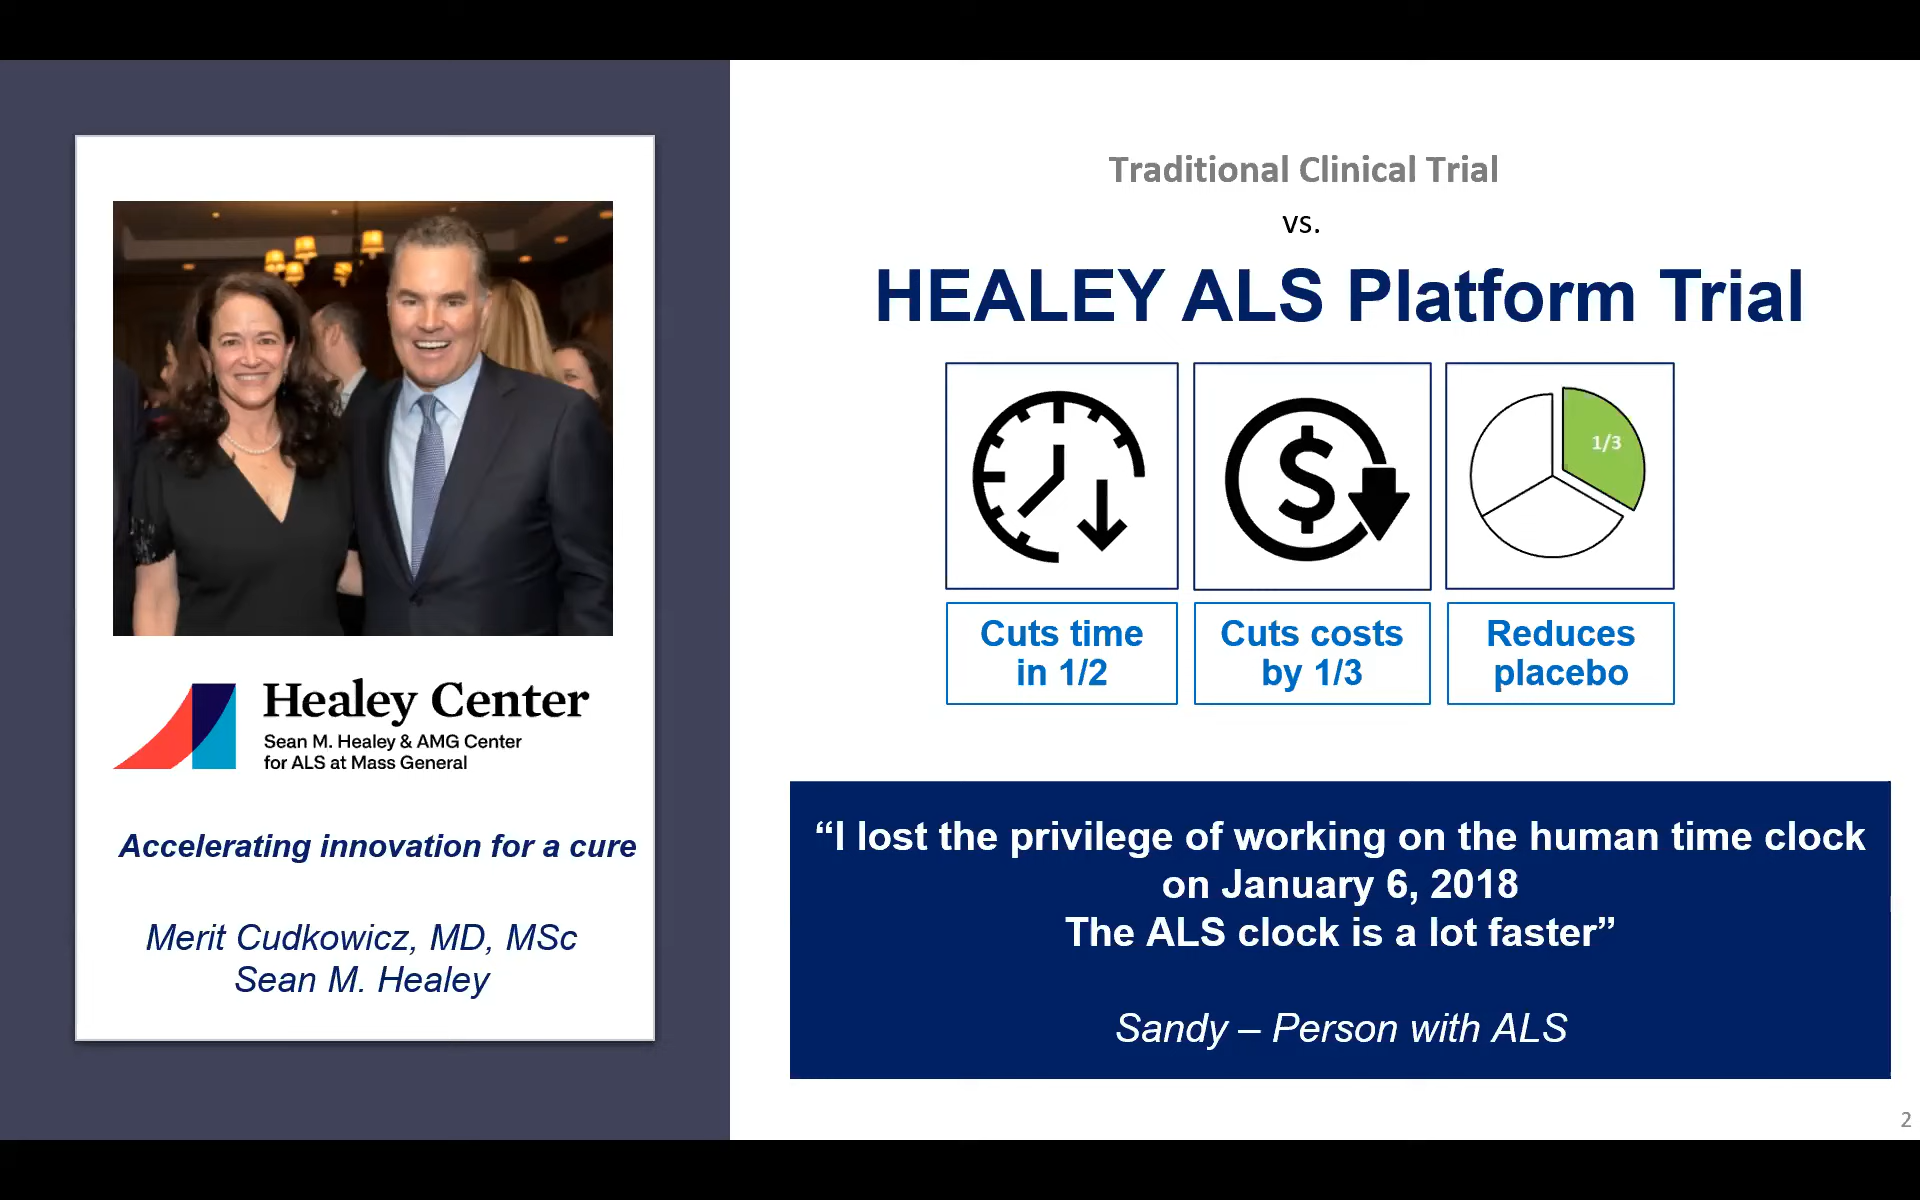 Healey Center
Sean M. Healey & AMG Center
for ALS at Mass General
Accelerating innovation for a cure
Merit Cudkowicz, MD, MSc
Sean M. Healey
Traditional Clinical Trial
vs.
HEALEY ALS Platform Trial
$
1/3
Cuts time
in 1/2
Cuts costs
by 1/3
Reduces
placebo
“I lost the privilege of working on the human time clock
on January 6, 2018
The ALS clock is a lot faster”
Sandy – Person with ALS
2